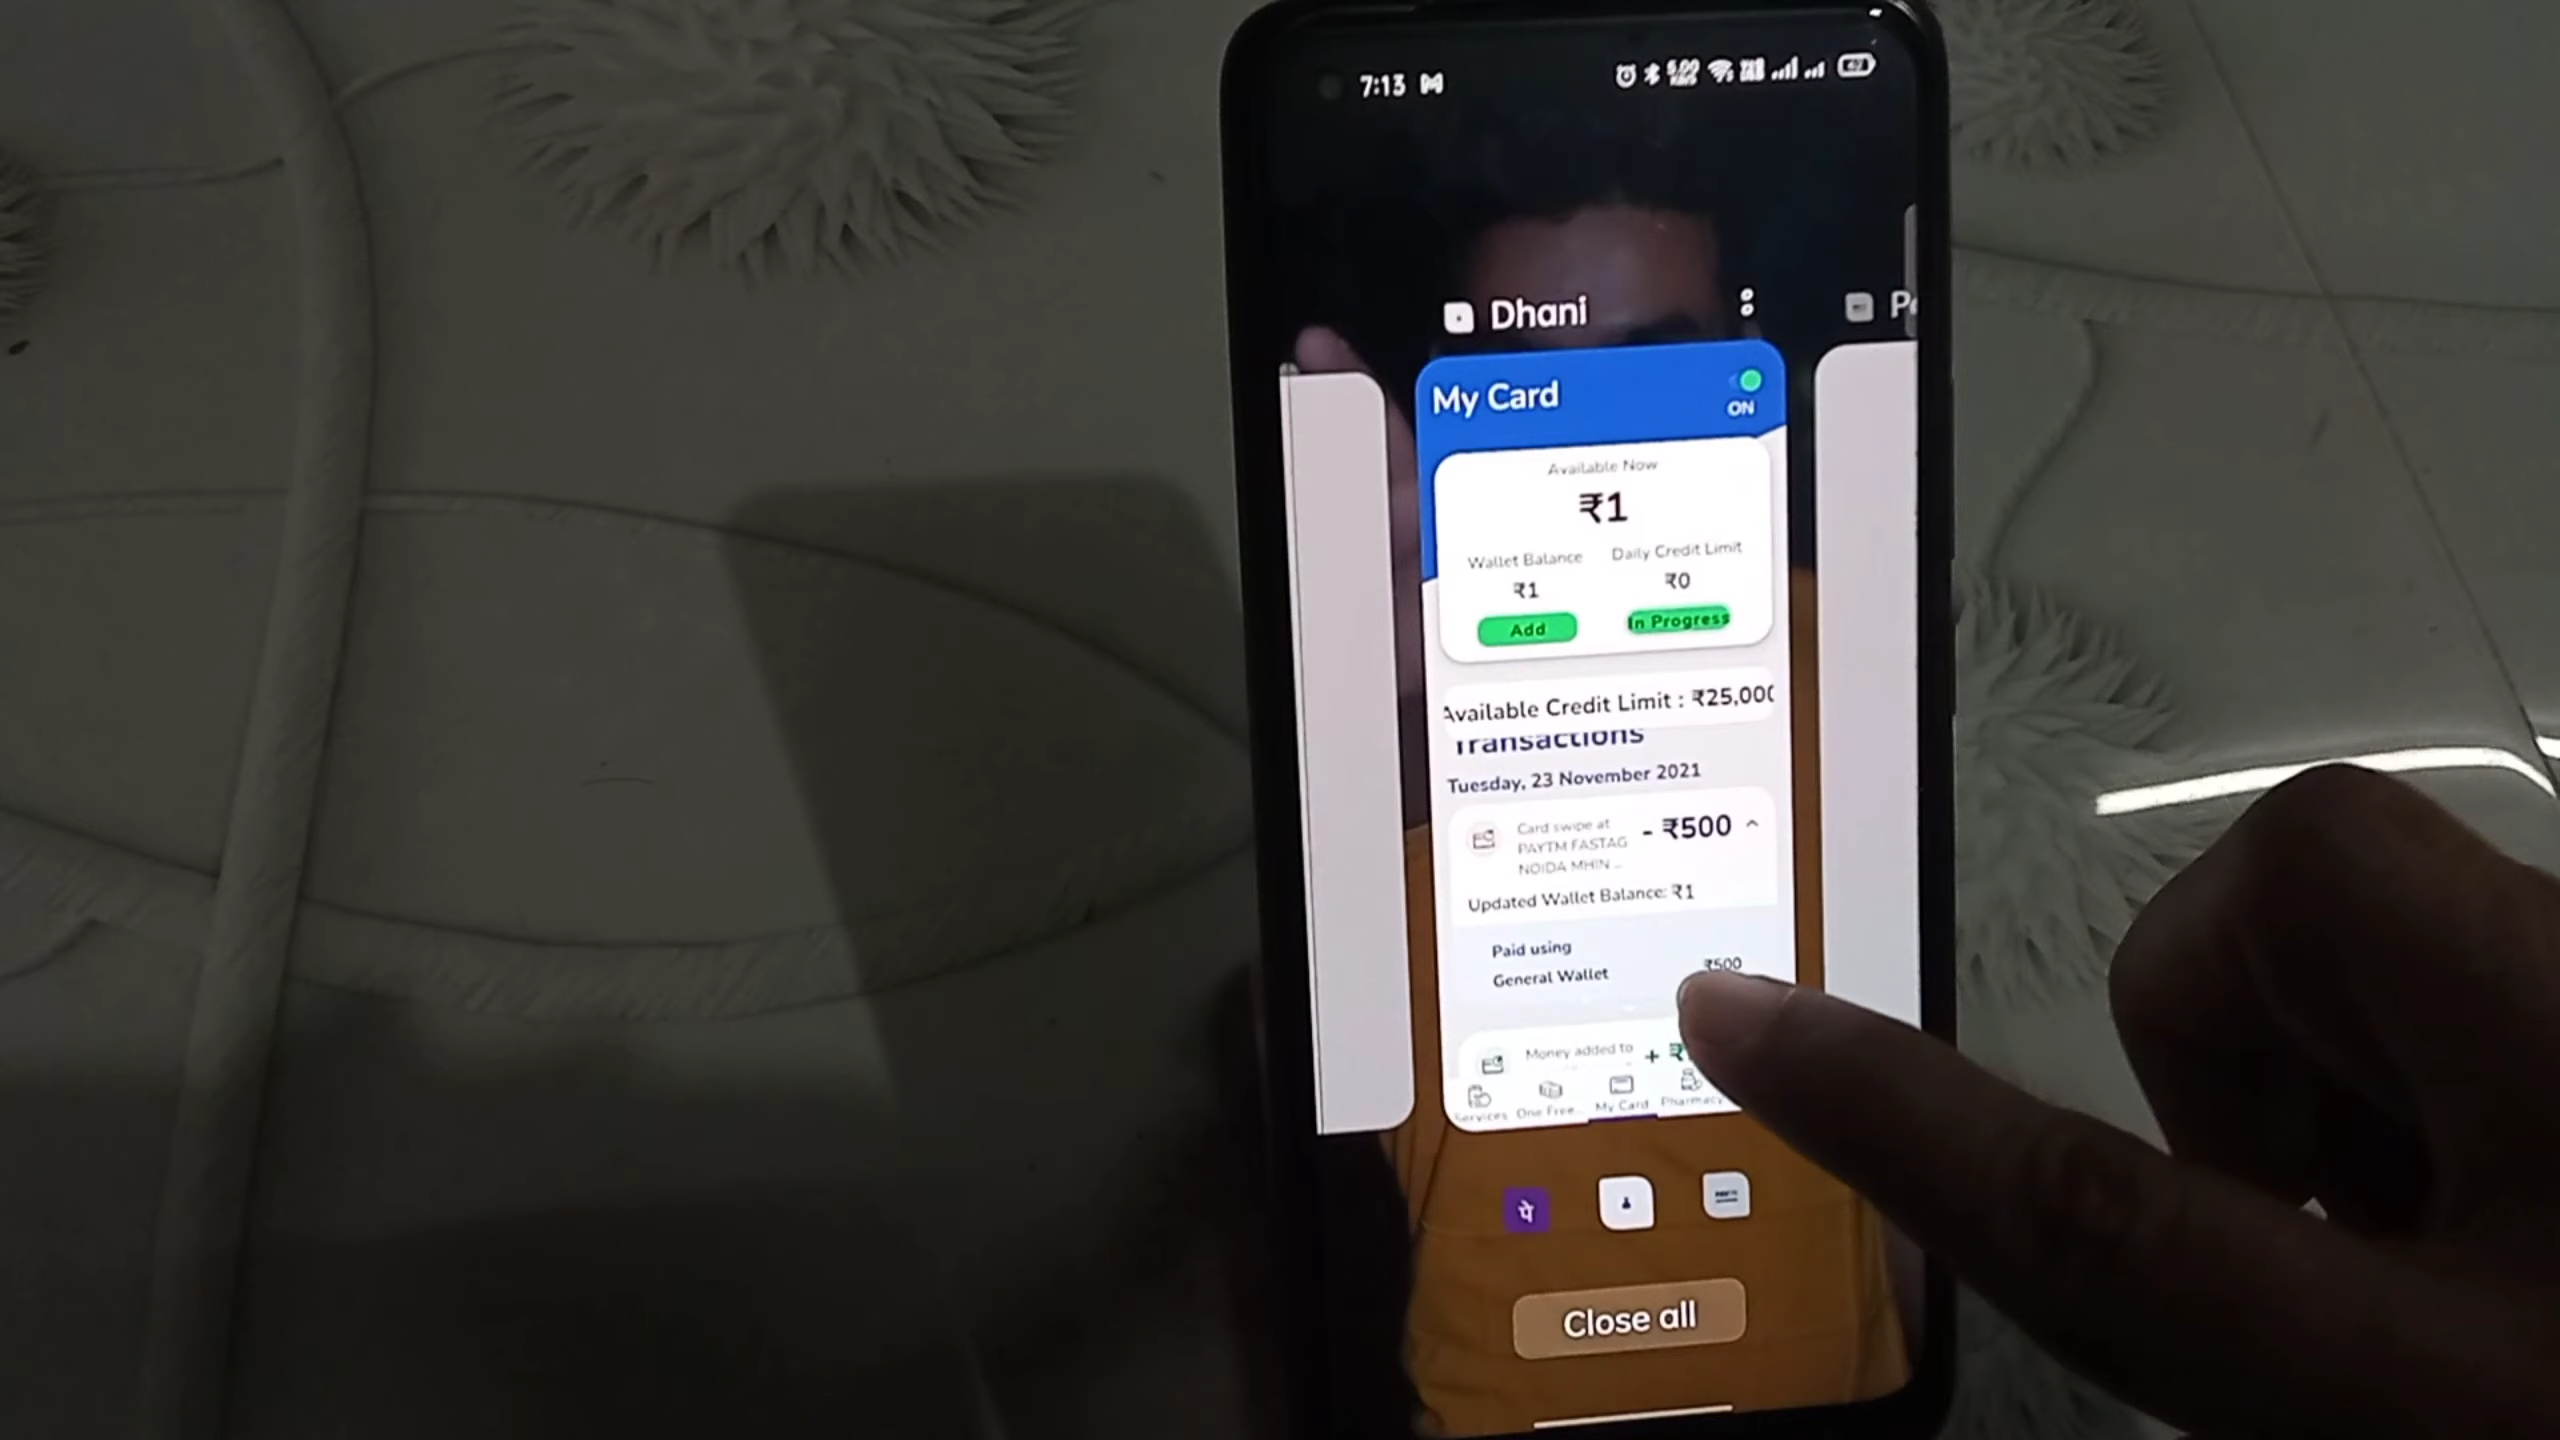 7:13
Dhani
My Card
ON
Available Now
₹1
Wallet Balance
Daily Credit Limit
₹1
₹0
Add
In Progress
Available Credit Limit : ₹25,000
Transactions
Tuesday, 23 November 2021
Card swipe at
PAYTM FASTAG
NOIDA MHIN ...
- ₹500
Updated Wallet Balance: ₹1
Paid using
General Wallet
₹500
Money added to
+ ₹
Services
One Free...
My Card
Pharmacy
पे
Close all